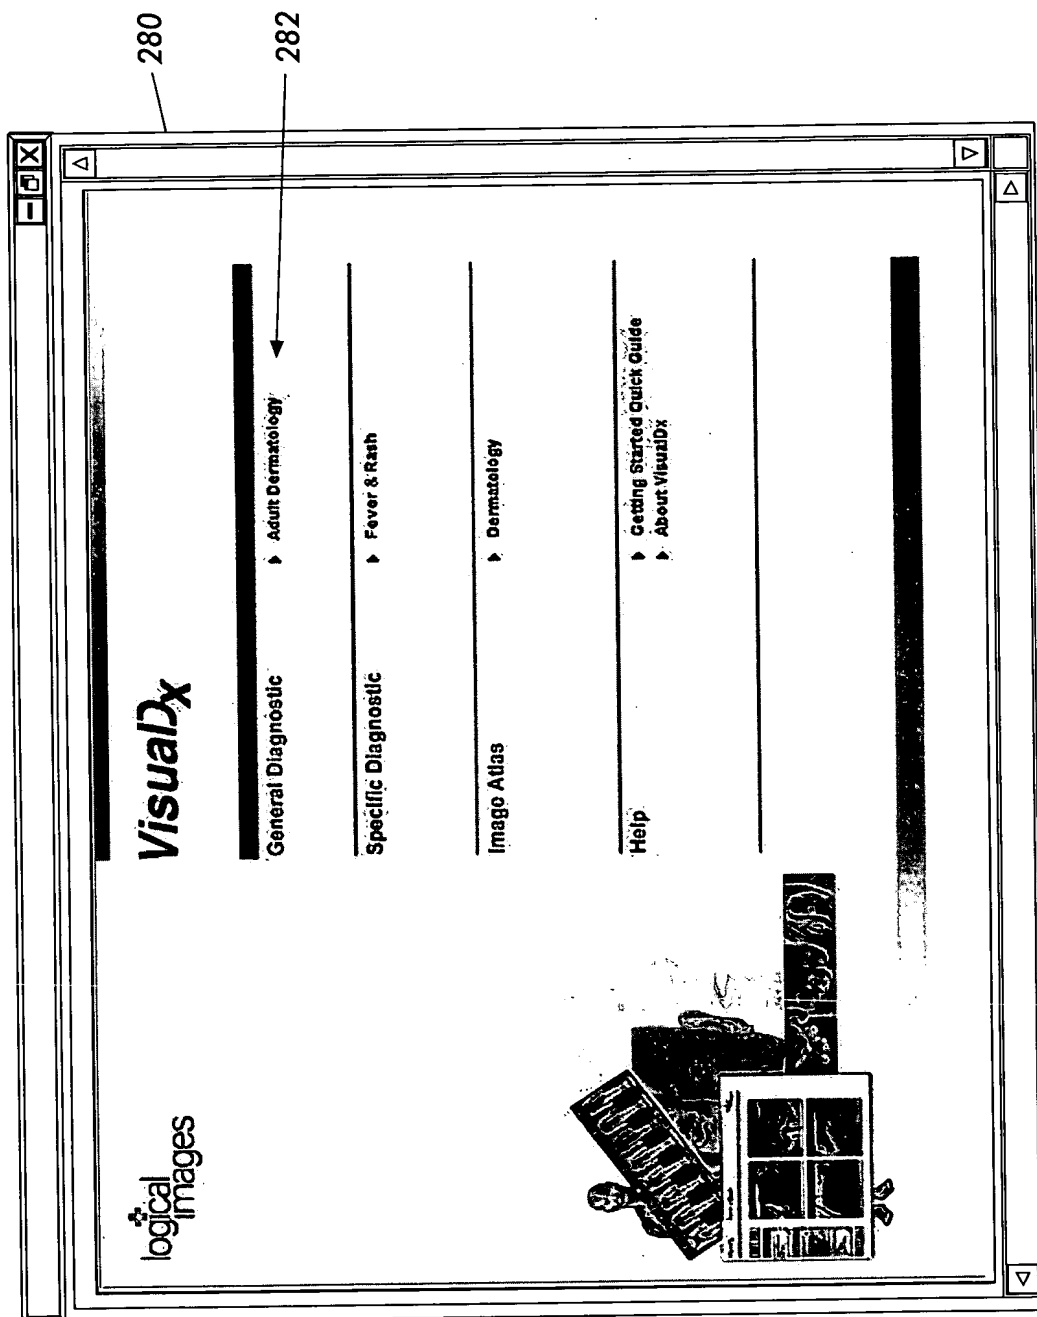 280
282
logical
images
VisualDx
General Diagnostic
Adult Dermatology
Specific Diagnostic
Fever & Rash
Image Atlas
Dermatology
Help
Getting Started Quick Guide
About VisualDx